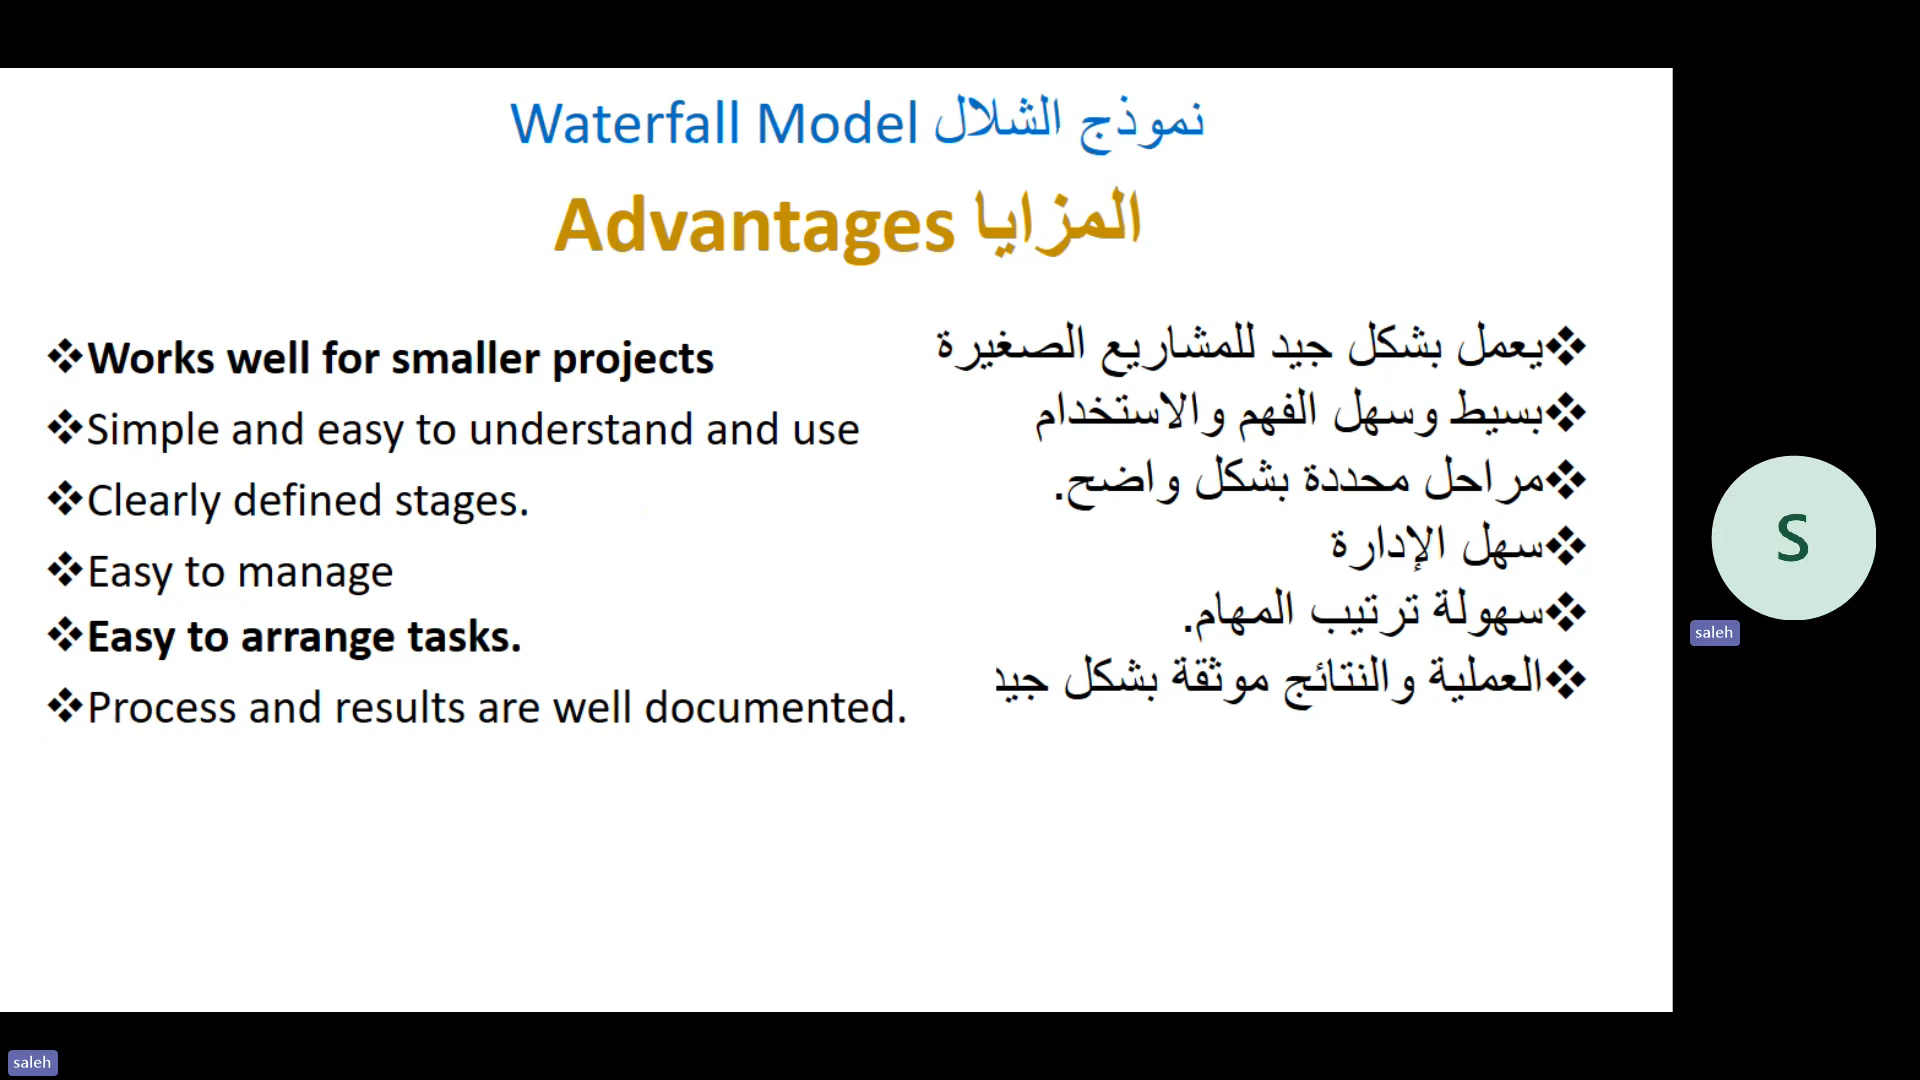 Waterfall Model نموذج الشلال
Advantages المزايا
❖Works well for smaller projects
❖Simple and easy to understand and use
❖Clearly defined stages.
❖Easy to manage
❖Easy to arrange tasks.
❖Process and results are well documented.
❖يعمل بشكل جيد للمشاريع الصغيرة
❖بسيط وسهل الفهم والاستخدام
❖مراحل محددة بشكل واضح.
❖سهل الإدارة
❖سهولة ترتيب المهام.
❖العملية والنتائج موثقة بشكل جيد
S
saleh
saleh